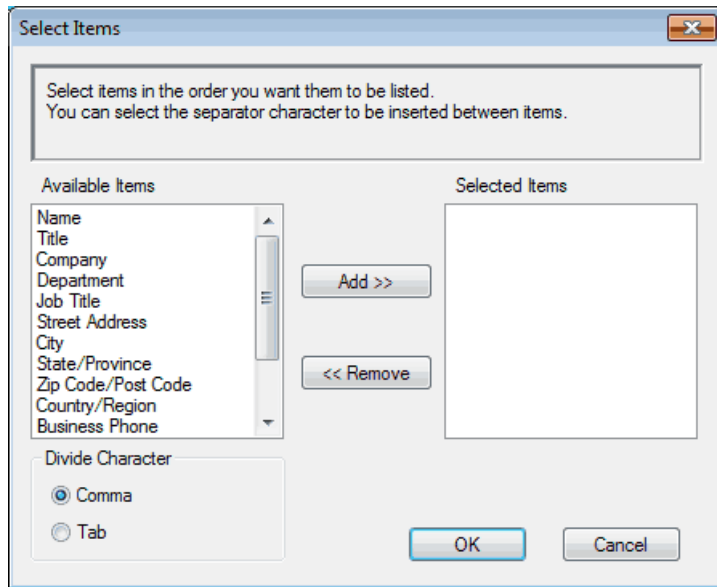 Select Items
Select items in the order you want them to be listed.
You can select the separator character to be inserted between items.
Available Items
Selected Items
Name
Title
Company
Department
Job Title
Street Address
City
State/Province
Zip Code/Post Code
Country/Region
Business Phone
Add >>
<< Remove
Divide Character
Comma
Tab
OK
Cancel